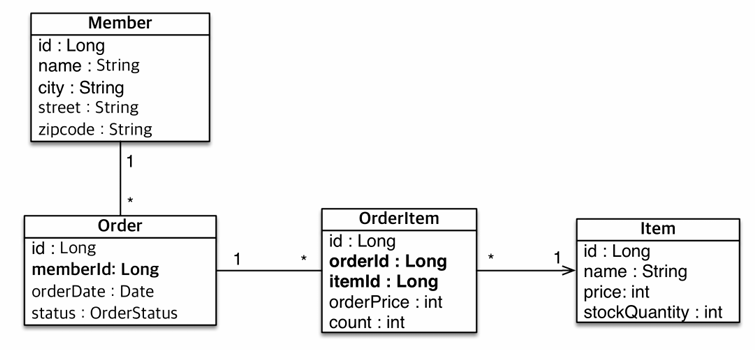 Member
id : Long
name : String
city : String
street : String
zipcode : String
1
*
Order
id : Long
memberId: Long
orderDate : Date
status : OrderStatus
1
*
OrderItem
id : Long
orderId : Long
itemId : Long
orderPrice : int
count : int
*
1
Item
id : Long
name : String
price: int
stockQuantity : int